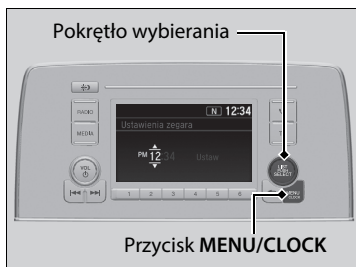 Pokrętło wybierania
RADIO
MEDIA
VOL
N 12:34
Ustawienia zegara
PM 12:34 Ustaw
1 2 3 4 5 6
LIST
SELECT
MENU
CLOCK
Przycisk MENU/CLOCK